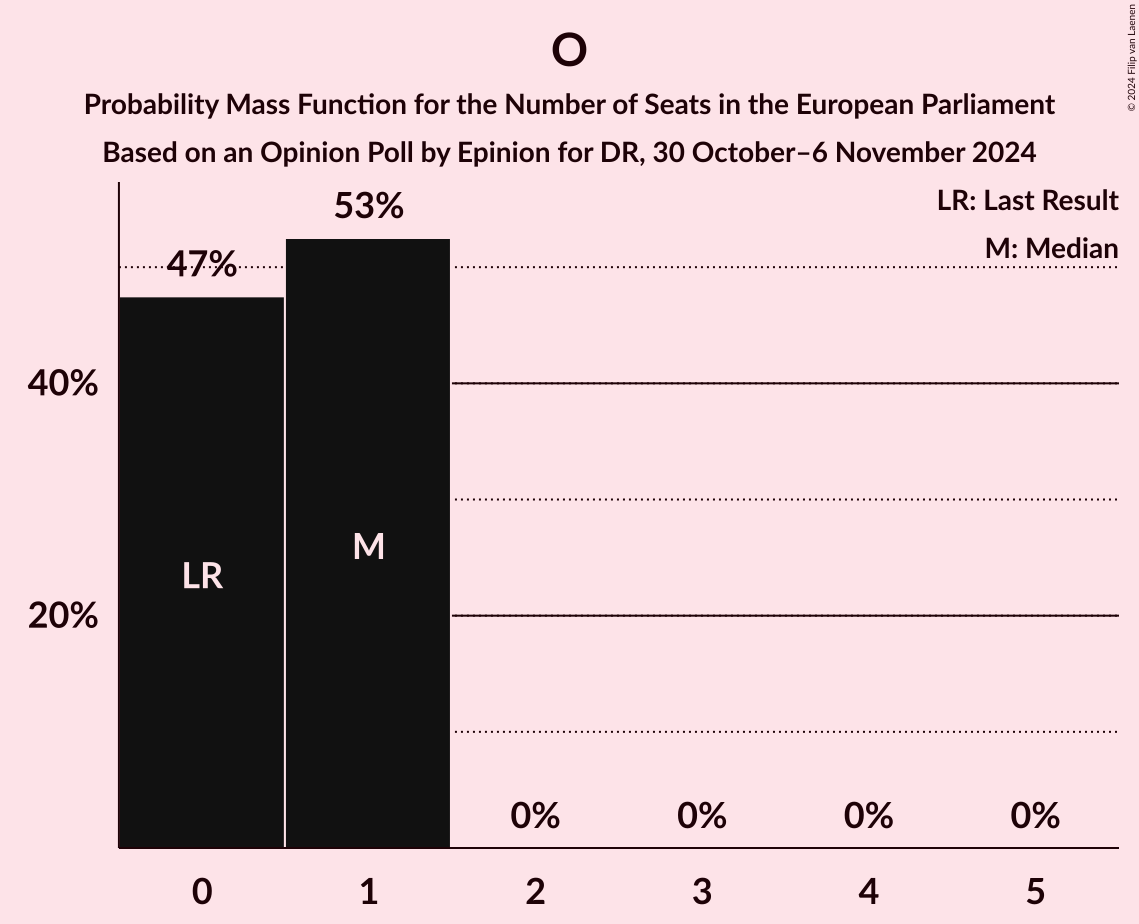 © 2024 Filip van Laenen
O
Probability Mass Function for the Number of Seats in the European Parliament
Based on an Opinion Poll by Epinion for DR, 30 October–6 November 2024
LR: Last Result
M: Median
53%
47%
40%
20%
LR
M
0%
0%
0%
0%
0
1
2
3
4
5